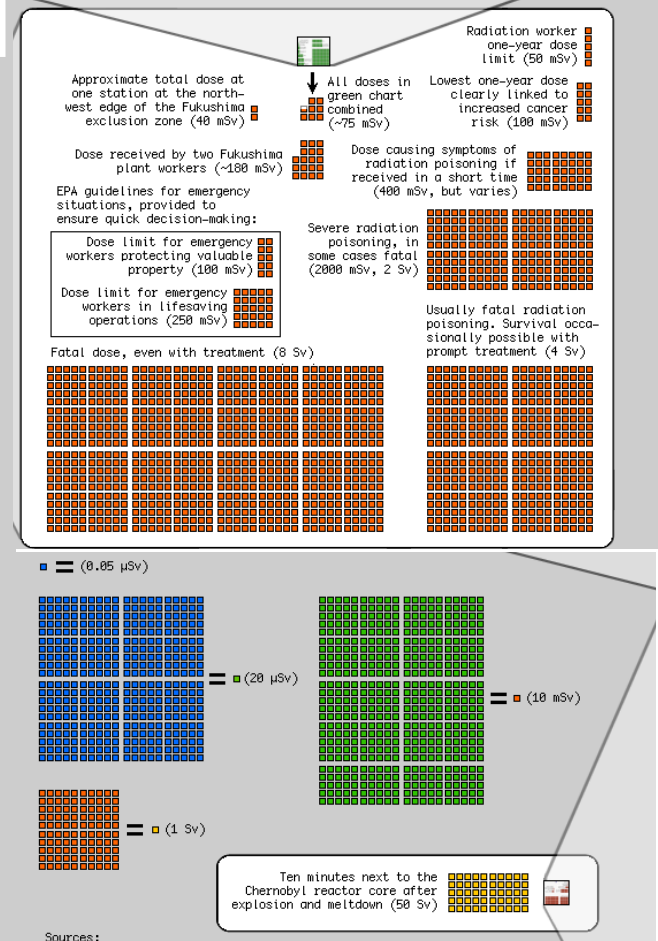 Radiation worker
one-year dose
limit (50 mSv)
Approximate total dose at
one station at the north-
west edge of the Fukushima
exclusion zone (40 mSv)
All doses in
green chart
combined
(~75 mSv)
Lowest one-year dose
clearly linked to
increased cancer
risk (100 mSv)
Dose received by two Fukushima
plant workers (~180 mSv)
Dose causing symptoms of
radiation poisoning if
received in a short time
(400 mSv, but varies)
EPA guidelines for emergency
situations, provided to
ensure quick decision-making:
Dose limit for emergency
workers protecting valuable
property (100 mSv)
Dose limit for emergency
workers in lifesaving
operations (250 mSv)
Severe radiation
poisoning, in
some cases fatal
(2000 mSv, 2 Sv)
Usually fatal radiation
poisoning. Survival occa-
sionally possible with
prompt treatment (4 Sv)
Fatal dose, even with treatment (8 Sv)
= (0.05 μSv)
= (20 μSv)
= (10 mSv)
= (1 Sv)
Ten minutes next to the
Chernobyl reactor core after
explosion and meltdown (50 Sv)
Sources: